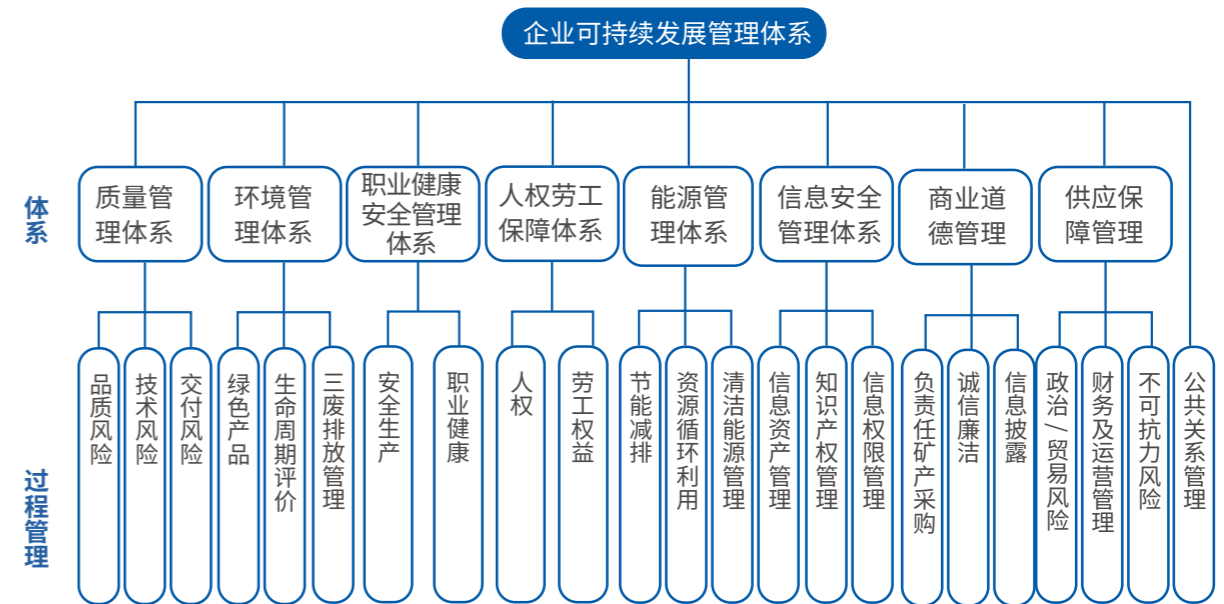 企业可持续发展管理体系
体系
质量管
理体系
环境管
理体系
职业健康
安全管理
体系
人权劳工
保障体系
能源管
理体系
信息安全
管理体系
商业道
德管理
供应保
障管理
过程管理
品质风险
技术风险
交付风险
绿色产品
生命周期评价
三废排放管理
安全生产
职业健康
人权
劳工权益
节能减排
资源循环利用
清洁能源管理
信息资产管理
知识产权管理
信息权限管理
负责任矿产采购
诚信廉洁
信息披露
政治/贸易风险
财务及运营管理
不可抗力风险
公共关系管理